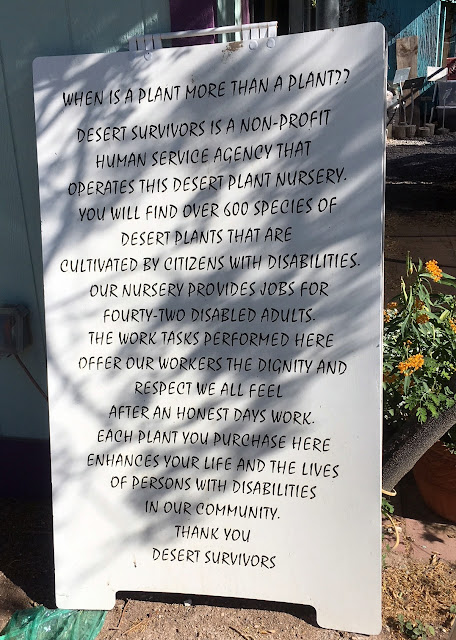 WHEN IS A PLANT MORE THAN A PLANT??
DESERT SURVIVORS IS A NON-PROFIT
HUMAN SERVICE AGENCY THAT
OPERATES THIS DESERT PLANT NURSERY.
YOU WILL FIND OVER 600 SPECIES OF
DESERT PLANTS THAT ARE
CULTIVATED BY CITIZENS WITH DISABILITIES.
OUR NURSERY PROVIDES JOBS FOR
FOURTY-TWO DISABLED ADULTS.
THE WORK TASKS PERFORMED HERE
OFFER OUR WORKERS THE DIGNITY AND
RESPECT WE ALL FEEL
AFTER AN HONEST DAYS WORK.
EACH PLANT YOU PURCHASE HERE
ENHANCES YOUR LIFE AND THE LIVES
OF PERSONS WITH DISABILITIES
IN OUR COMMUNITY.
THANK YOU
DESERT SURVIVORS